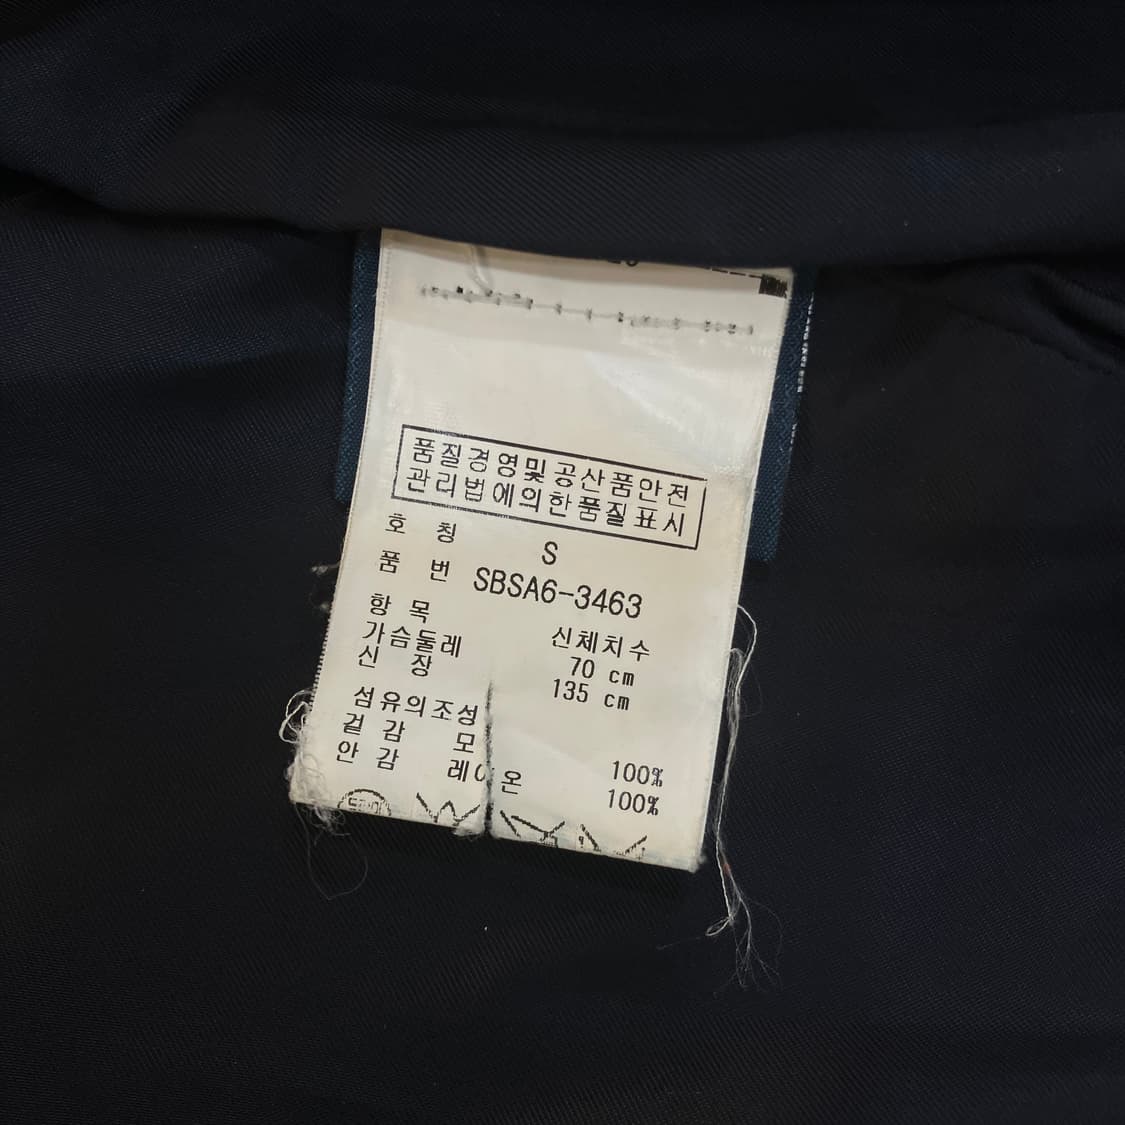 품질경영및공산품안전
관리법에의한품질표시
호 칭 S
품 번 SBSA6-3463
항 목 신체치수
가슴둘레 70 cm
신 장 135 cm
섬유의조성
겉 감 모 100%
안 감 레이온 100%